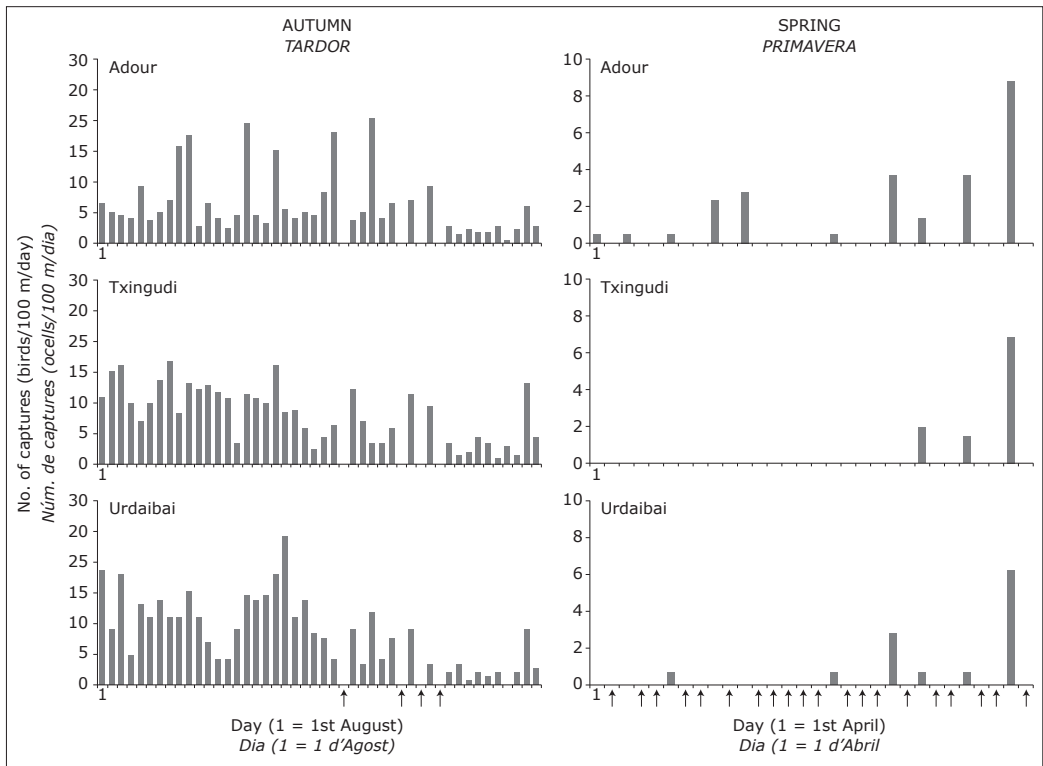 AUTUMN
TARDOR
SPRING
PRIMAVERA
No. of captures (birds/100 m/day)
Núm. de captures (ocells/100 m/dia)
Adour
30
20
25
15
10
5
0
1
Adour
10
8
6
4
2
0
1
Txingudi
30
20
25
15
10
5
0
1
Txingudi
10
8
6
4
2
0
1
Urdaibai
30
20
25
15
10
5
0
1
Urdaibai
10
8
6
4
2
0
1
Day (1 = 1st August)
Dia (1 = 1 d’Agost)
Day (1 = 1st April)
Dia (1 = 1 d’Abril